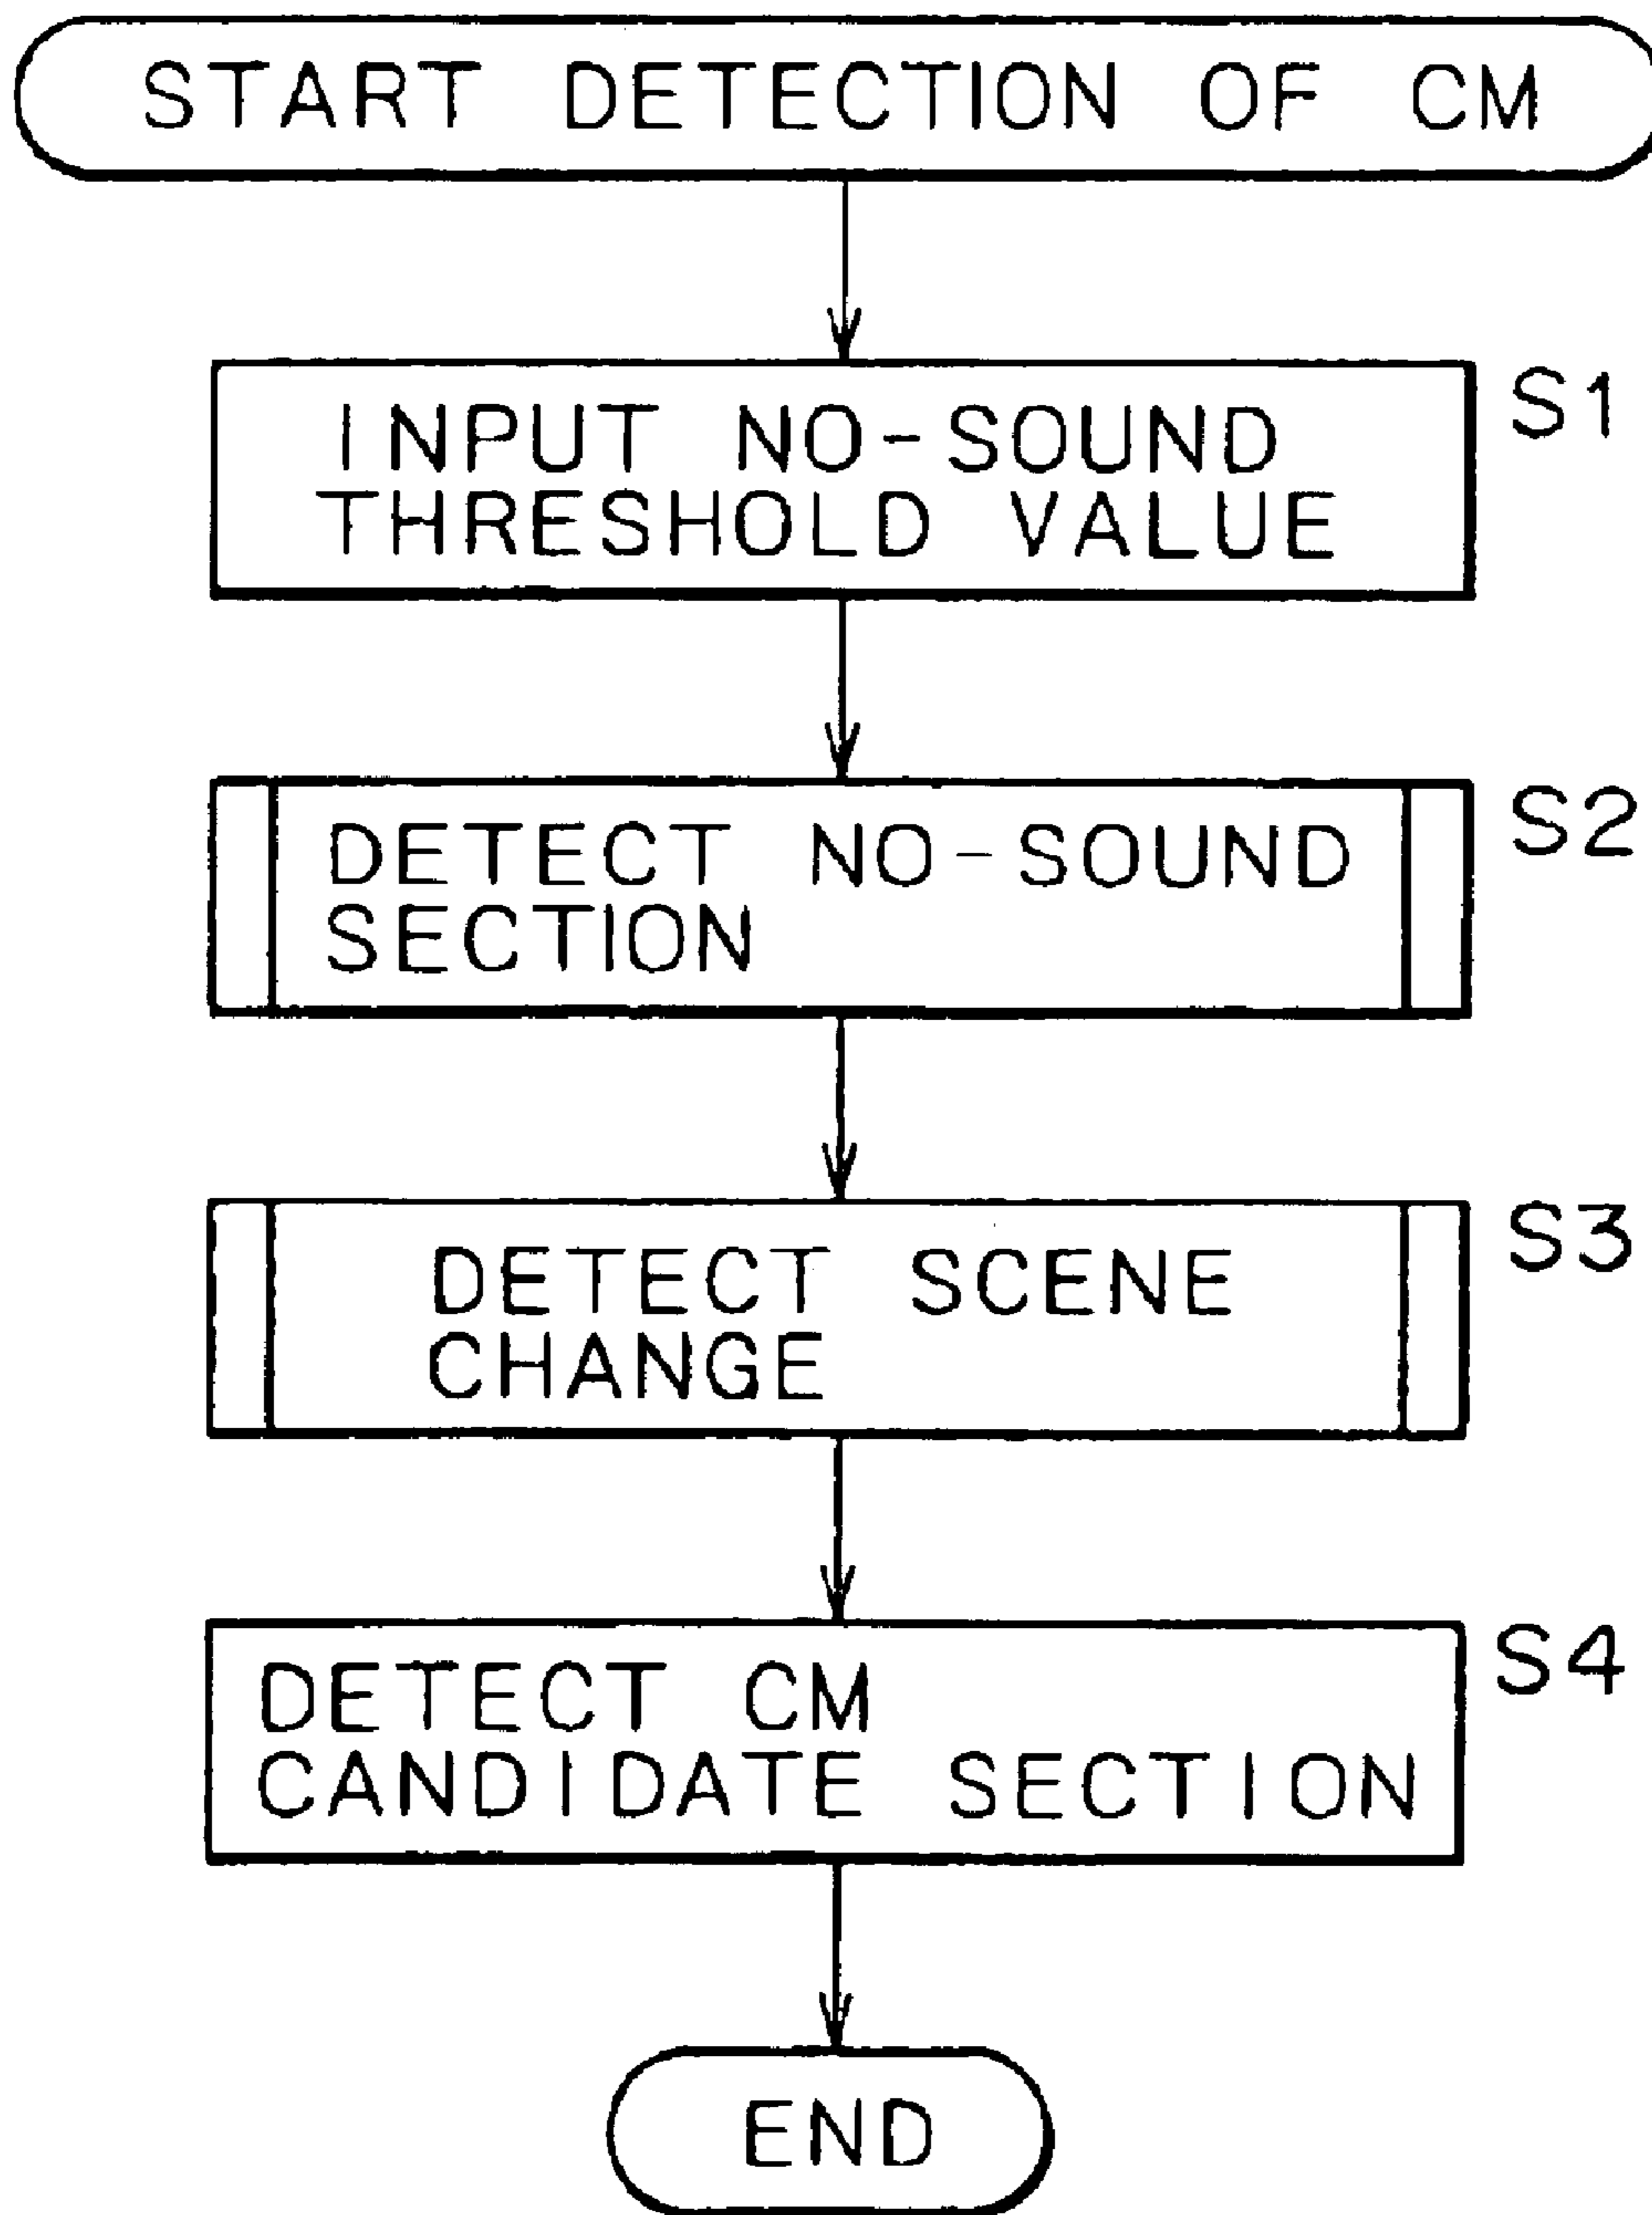 START DETECTION OF CM
INPUT NO-SOUND
THRESHOLD VALUE
S1
DETECT NO-SOUND
SECTION
S2
DETECT SCENE
CHANGE
S3
DETECT CM
CANDIDATE SECTION
S4
END